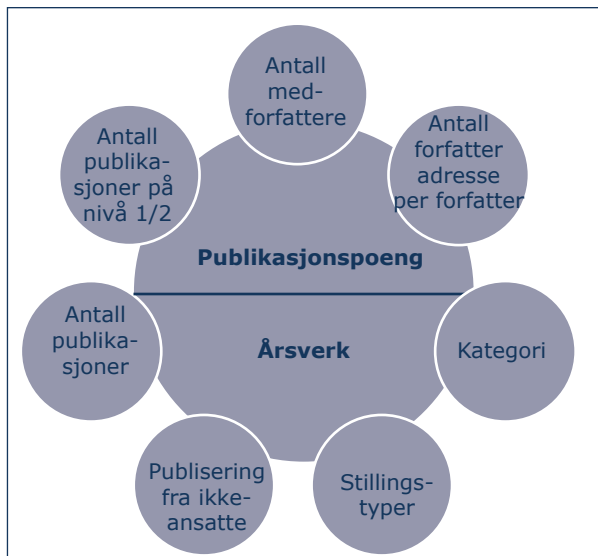 Antall
med-
forfattere
Antall
forfatter
adresse
per forfatter
Kategori
Stillings-
typer
Publisering
fra ikke-
ansatte
Antall
publika-
sjoner
Antall
publika-
sjoner på
nivå 1/2
Publikasjonspoeng
Årsverk